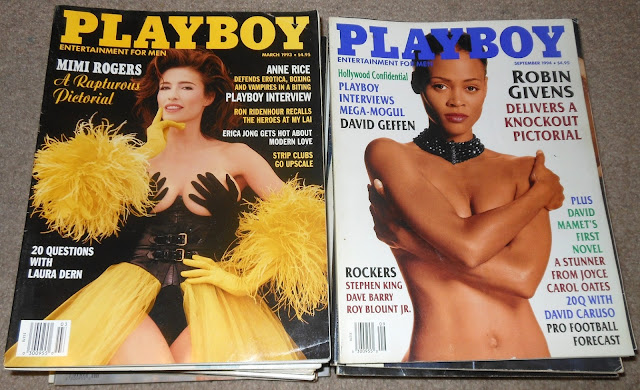 PLAYBOY
ENTERTAINMENT FOR MEN
MARCH 1993 • $4.95
MIMI ROGERS
A Rapturous
Pictorial
ANNE RICE
DEFENDS EROTICA, BOXING
AND VAMPIRES IN A BITING
PLAYBOY INTERVIEW
RON RIDENHOUR RECALLS
THE HEROES AT MY LAI
ERICA JONG GETS HOT ABOUT
MODERN LOVE
STRIP CLUBS
GO UPSCALE
20 QUESTIONS
WITH
LAURA DERN
PLAYBOY
ENTERTAINMENT FOR MEN
SEPTEMBER 1994 • $4.95
Hollywood Confidential
PLAYBOY
INTERVIEWS
MEGA-MOGUL
DAVID GEFFEN
ROBIN
GIVENS
DELIVERS A
KNOCKOUT
PICTORIAL
PLUS
DAVID
MAMET'S
FIRST
NOVEL
A STUNNER
FROM JOYCE
CAROL OATES
20Q WITH
DAVID CARUSO
PRO FOOTBALL
FORECAST
ROCKERS
STEPHEN KING
DAVE BARRY
ROY BLOUNT JR.